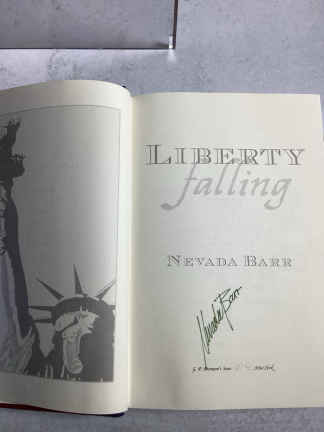 LIBERTY
falling
NEVADA BARR
Nevada Barr
G. P. Putnam's Sons New York